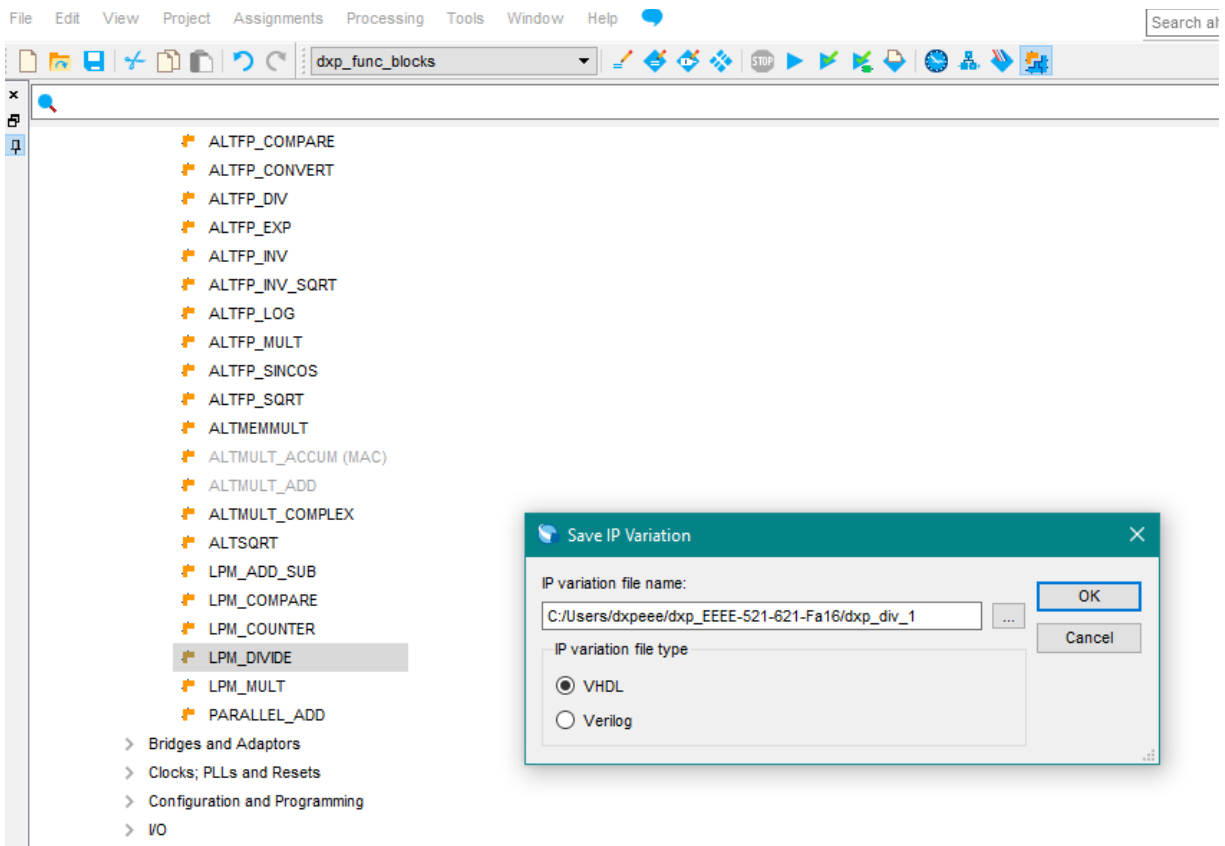 File Edit View Project Assignments Processing Tools Window Help
Search al
dxp_func_blocks
STOP
ALTFP_COMPARE
ALTFP_CONVERT
ALTFP_DIV
ALTFP_EXP
ALTFP_INV
ALTFP_INV_SQRT
ALTFP_LOG
ALTFP_MULT
ALTFP_SINCOS
ALTFP_SQRT
ALTMEMMULT
ALTMULT_ACCUM (MAC)
ALTMULT_ADD
ALTMULT_COMPLEX
ALTSQRT
LPM_ADD_SUB
LPM_COMPARE
LPM_COUNTER
LPM_DIVIDE
LPM_MULT
PARALLEL_ADD
Bridges and Adaptors
Clocks; PLLs and Resets
Configuration and Programming
I/O
Save IP Variation
IP variation file name:
C:/Users/dxpeee/dxp_EEEE-521-621-Fa16/dxp_div_1
...
OK
Cancel
IP variation file type
VHDL
Verilog